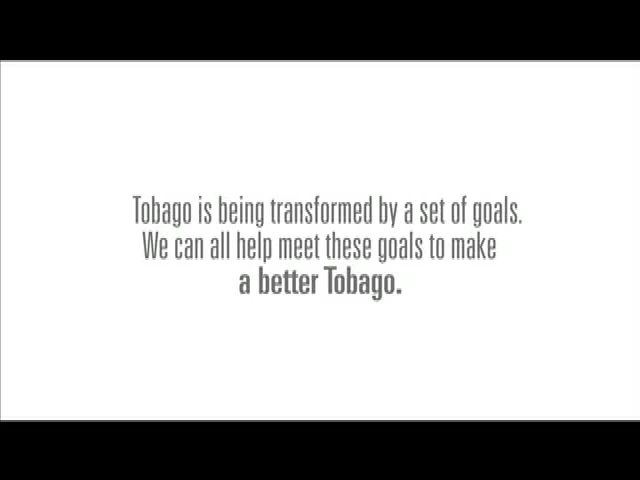 Tobago is being transformed by a set of goals.
We can all help meet these goals to make
a better Tobago.